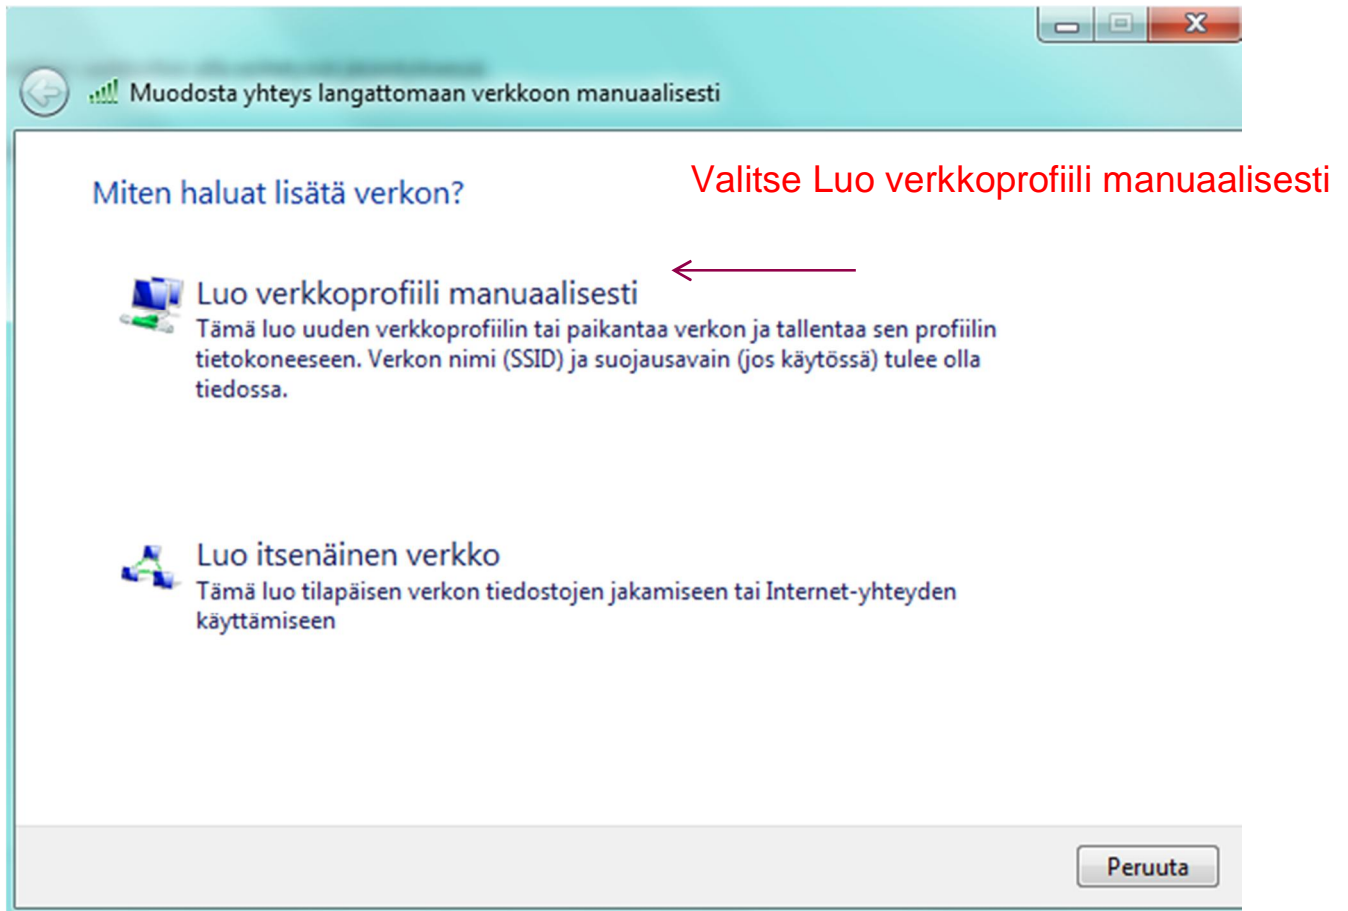 Muodosta yhteys langattomaan verkkoon manuaalisesti
Valitse Luo verkkoprofiili manuaalisesti
Miten haluat lisätä verkon?
Luo verkkoprofiili manuaalisesti
Tämä luo uuden verkkoprofiilin tai paikantaa verkon ja tallentaa sen profiilin
tietokoneeseen. Verkon nimi (SSID) ja suojausavain (jos käytössä) tulee olla
tiedossa.
Luo itsenäinen verkko
Tämä luo tilapäisen verkon tiedostojen jakamiseen tai Internet-yhteyden
käyttämiseen
Peruuta